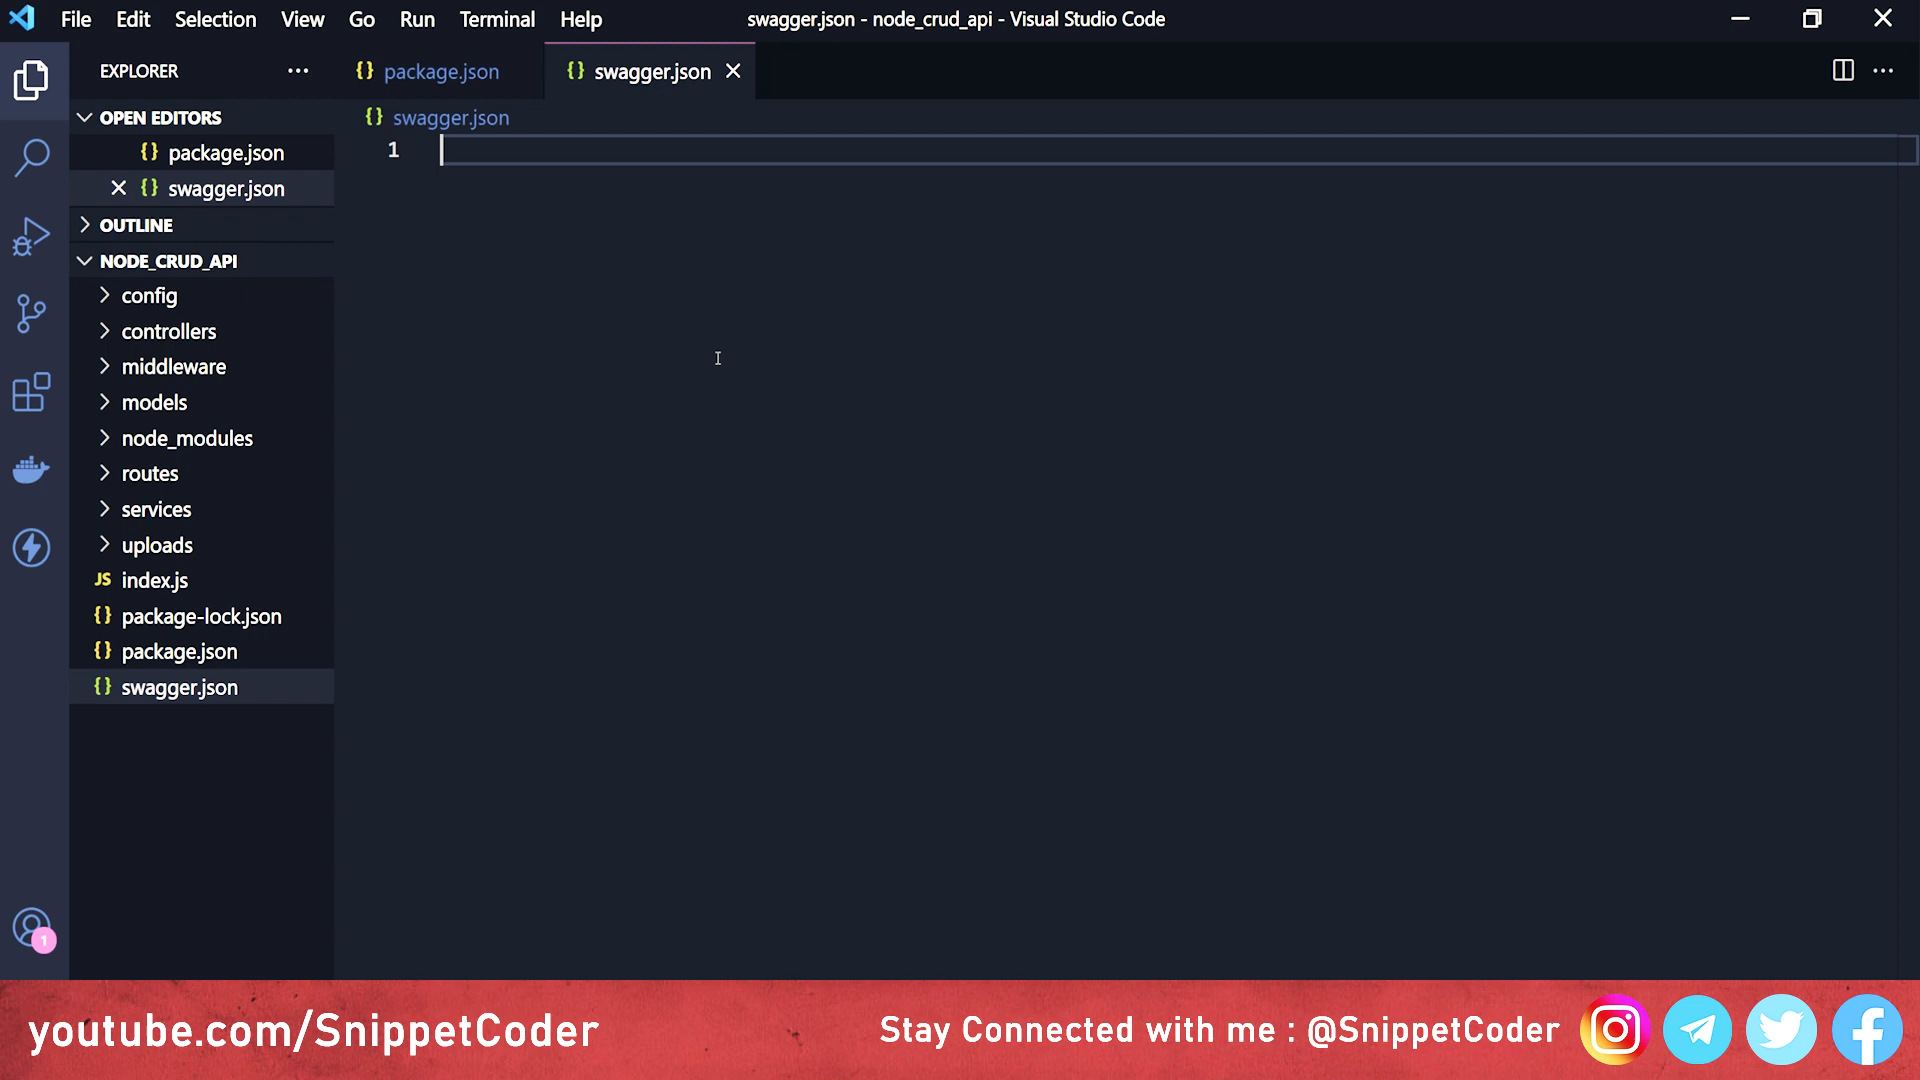 File Edit Selection View Go Run Terminal Help
swagger.json - node_crud_api - Visual Studio Code
EXPLORER
{} package.json
{} swagger.json
OPEN EDITORS
{} package.json
{} swagger.json
OUTLINE
NODE_CRUD_API
config
controllers
middleware
models
node_modules
routes
services
uploads
JS index.js
{} package-lock.json
{} package.json
{} swagger.json
{} swagger.json
1
1
youtube.com/SnippetCoder
Stay Connected with me : @SnippetCoder